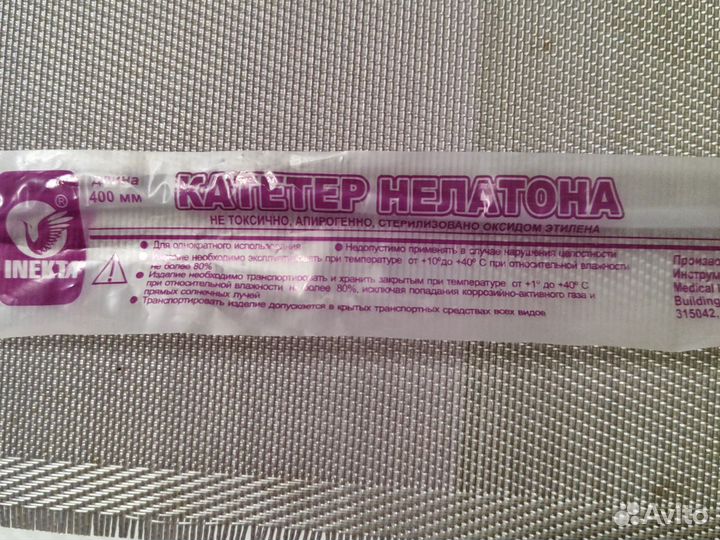 Длина
400 мм
КАТЕТЕР НЕЛАТОНА
НЕ ТОКСИЧНО, АПИРОГЕННО, СТЕРИЛИЗОВАНО ОКСИДОМ ЭТИЛЕНА
INEKTA
• Для однократного использования • Недопустимо применять в случае нарушения целостности
• Изделие необходимо эксплуатировать при температуре от +10° до +40° С при относительной влажности
не более 80%
• Изделие необходимо транспортировать и хранить закрытым при температуре от +1° до +40° С
при относительной влажности не более 80%, исключая попадания коррозийно-активного газа и
прямых солнечных лучей
• Транспортировать изделие допускается в крытых транспортных средствах всех видов
Произво
Инструм
Medical
Building
315042,
Avito